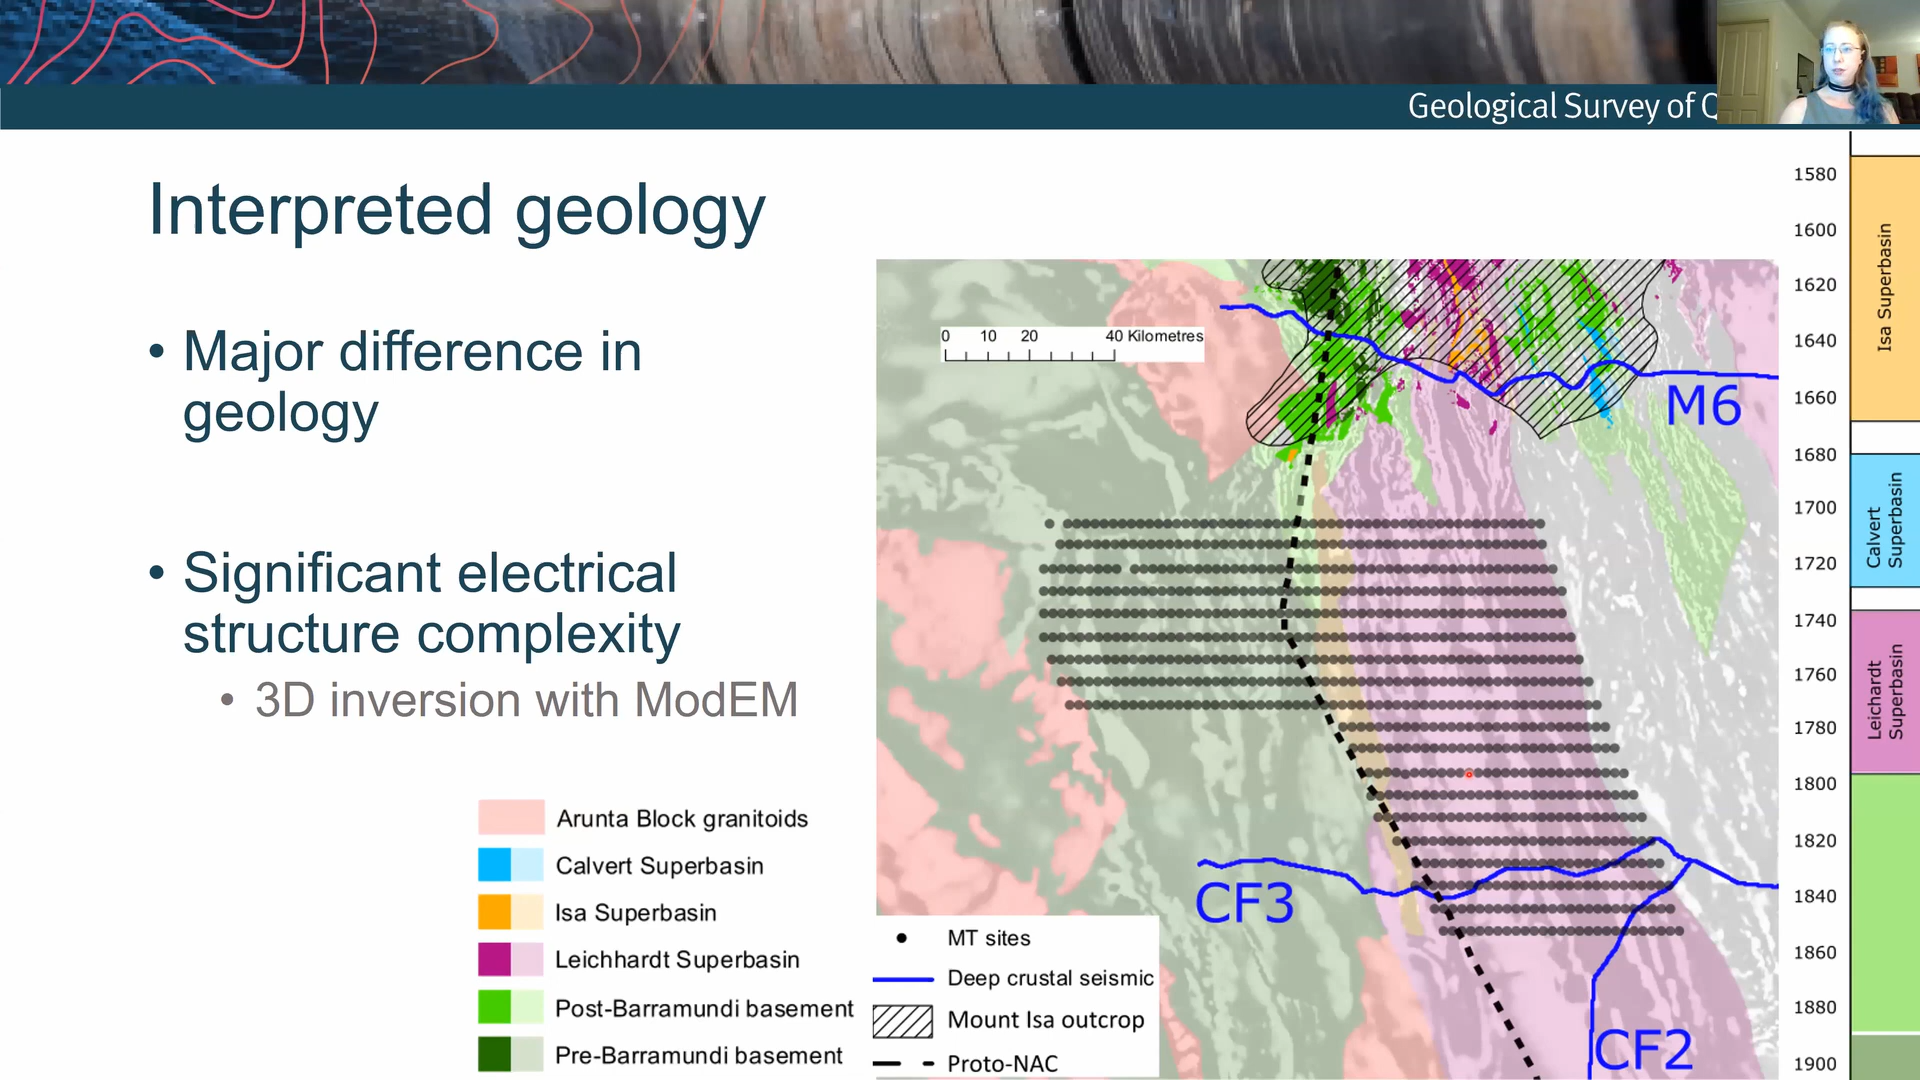 Geological Survey of
Interpreted geology
• Major difference in
geology
• Significant electrical
structure complexity
• 3D inversion with ModEM
Arunta Block granitoids
Calvert Superbasin
Isa Superbasin
Leichhardt Superbasin
Post-Barramundi basement
Pre-Barramundi basement
0 10 20 40 Kilometres
M6
CF3
CF2
MT sites
Deep crustal seismic
Mount Isa outcrop
Proto-NAC
1580
1600
1620
1640
1660
1680
1700
1720
1740
1760
1780
1800
1820
1840
1860
1880
1900
Isa Superbasin
Calvert
Superbasin
Leichardt
Superbasin